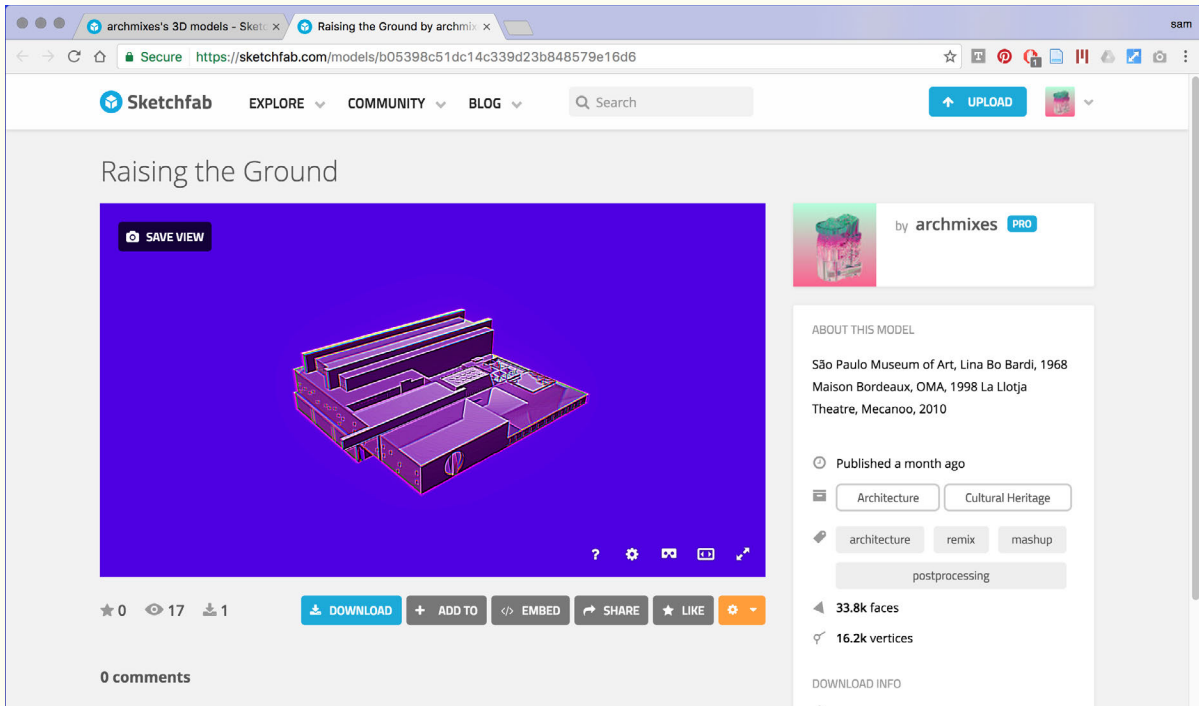 archmixes's 3D models - Sketc
Raising the Ground by archmix
sam
Secure https://sketchfab.com/models/b05398c51dc14c339d23b848579e16d6
Sketchfab EXPLORE COMMUNITY BLOG Search UPLOAD
Raising the Ground
SAVE VIEW
?
0 17 1
DOWNLOAD
+ ADD TO
</> EMBED
SHARE
LIKE
0 comments
by archmixes PRO
ABOUT THIS MODEL
São Paulo Museum of Art, Lina Bo Bardi, 1968
Maison Bordeaux, OMA, 1998 La Llotja
Theatre, Mecanoo, 2010
Published a month ago
Architecture Cultural Heritage
architecture remix mashup
postprocessing
33.8k faces
16.2k vertices
DOWNLOAD INFO